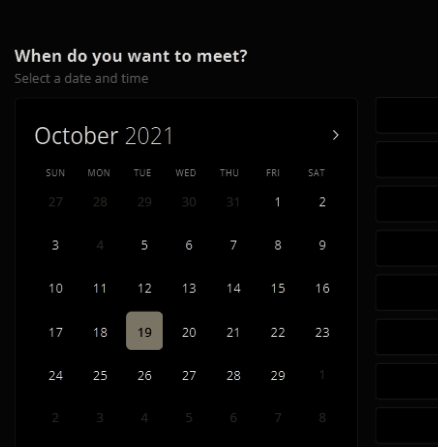 When do you want to meet?
Select a date and time
October 2021
SUN MON TUE WED THU FRI SAT
27 28 29 30 31 1 2
3 4 5 6 7 8 9
10 11 12 13 14 15 16
17 18 19 20 21 22 23
24 25 26 27 28 29 1
2 3 4 5 6 7 8